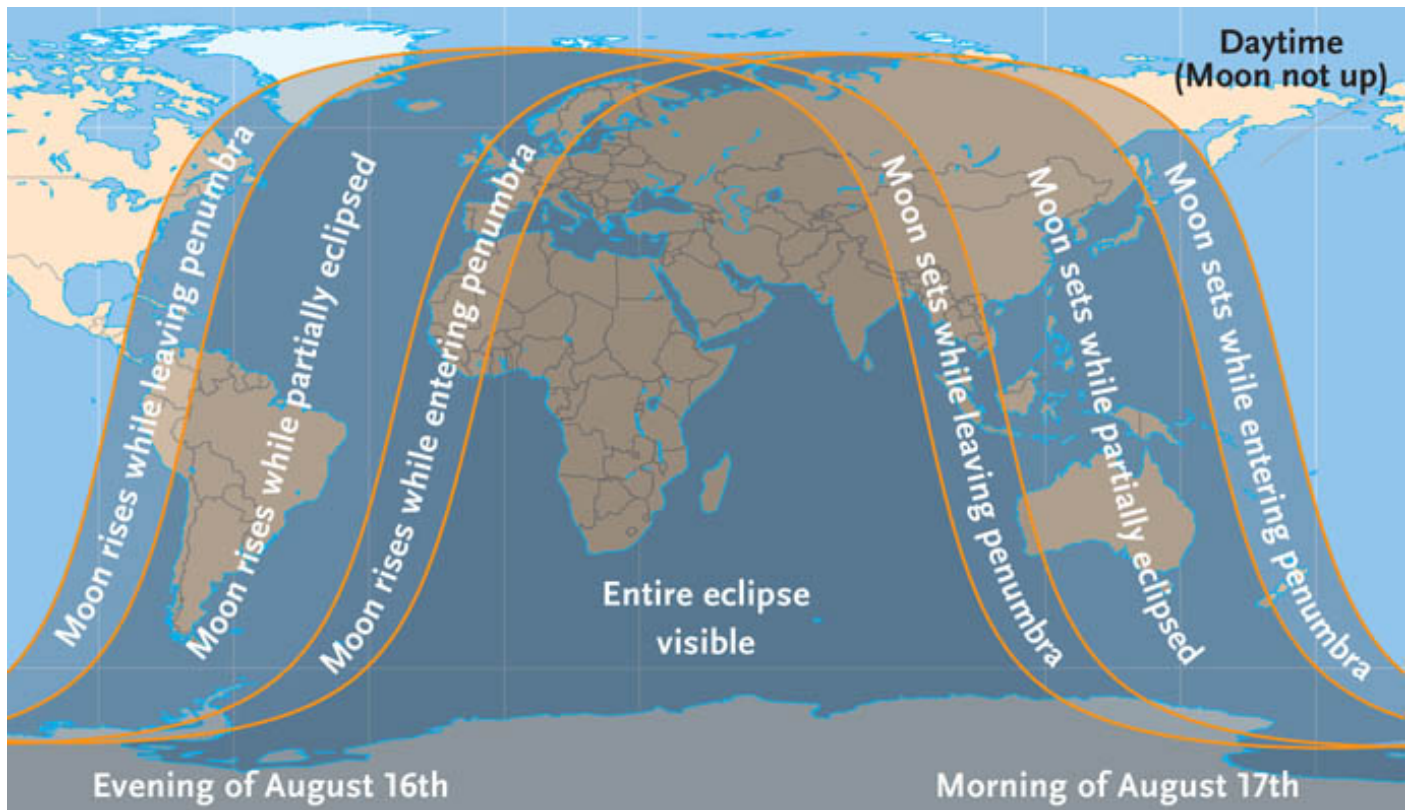 Daytime
(Moon not up)
Moon rises while leaving penumbra
Moon rises while partially eclipsed
Moon rises while entering penumbra
Moon sets while leaving penumbra
Moon sets while partially eclipsed
Moon sets while entering penumbra
Entire eclipse
visible
Evening of August 16th
Morning of August 17th